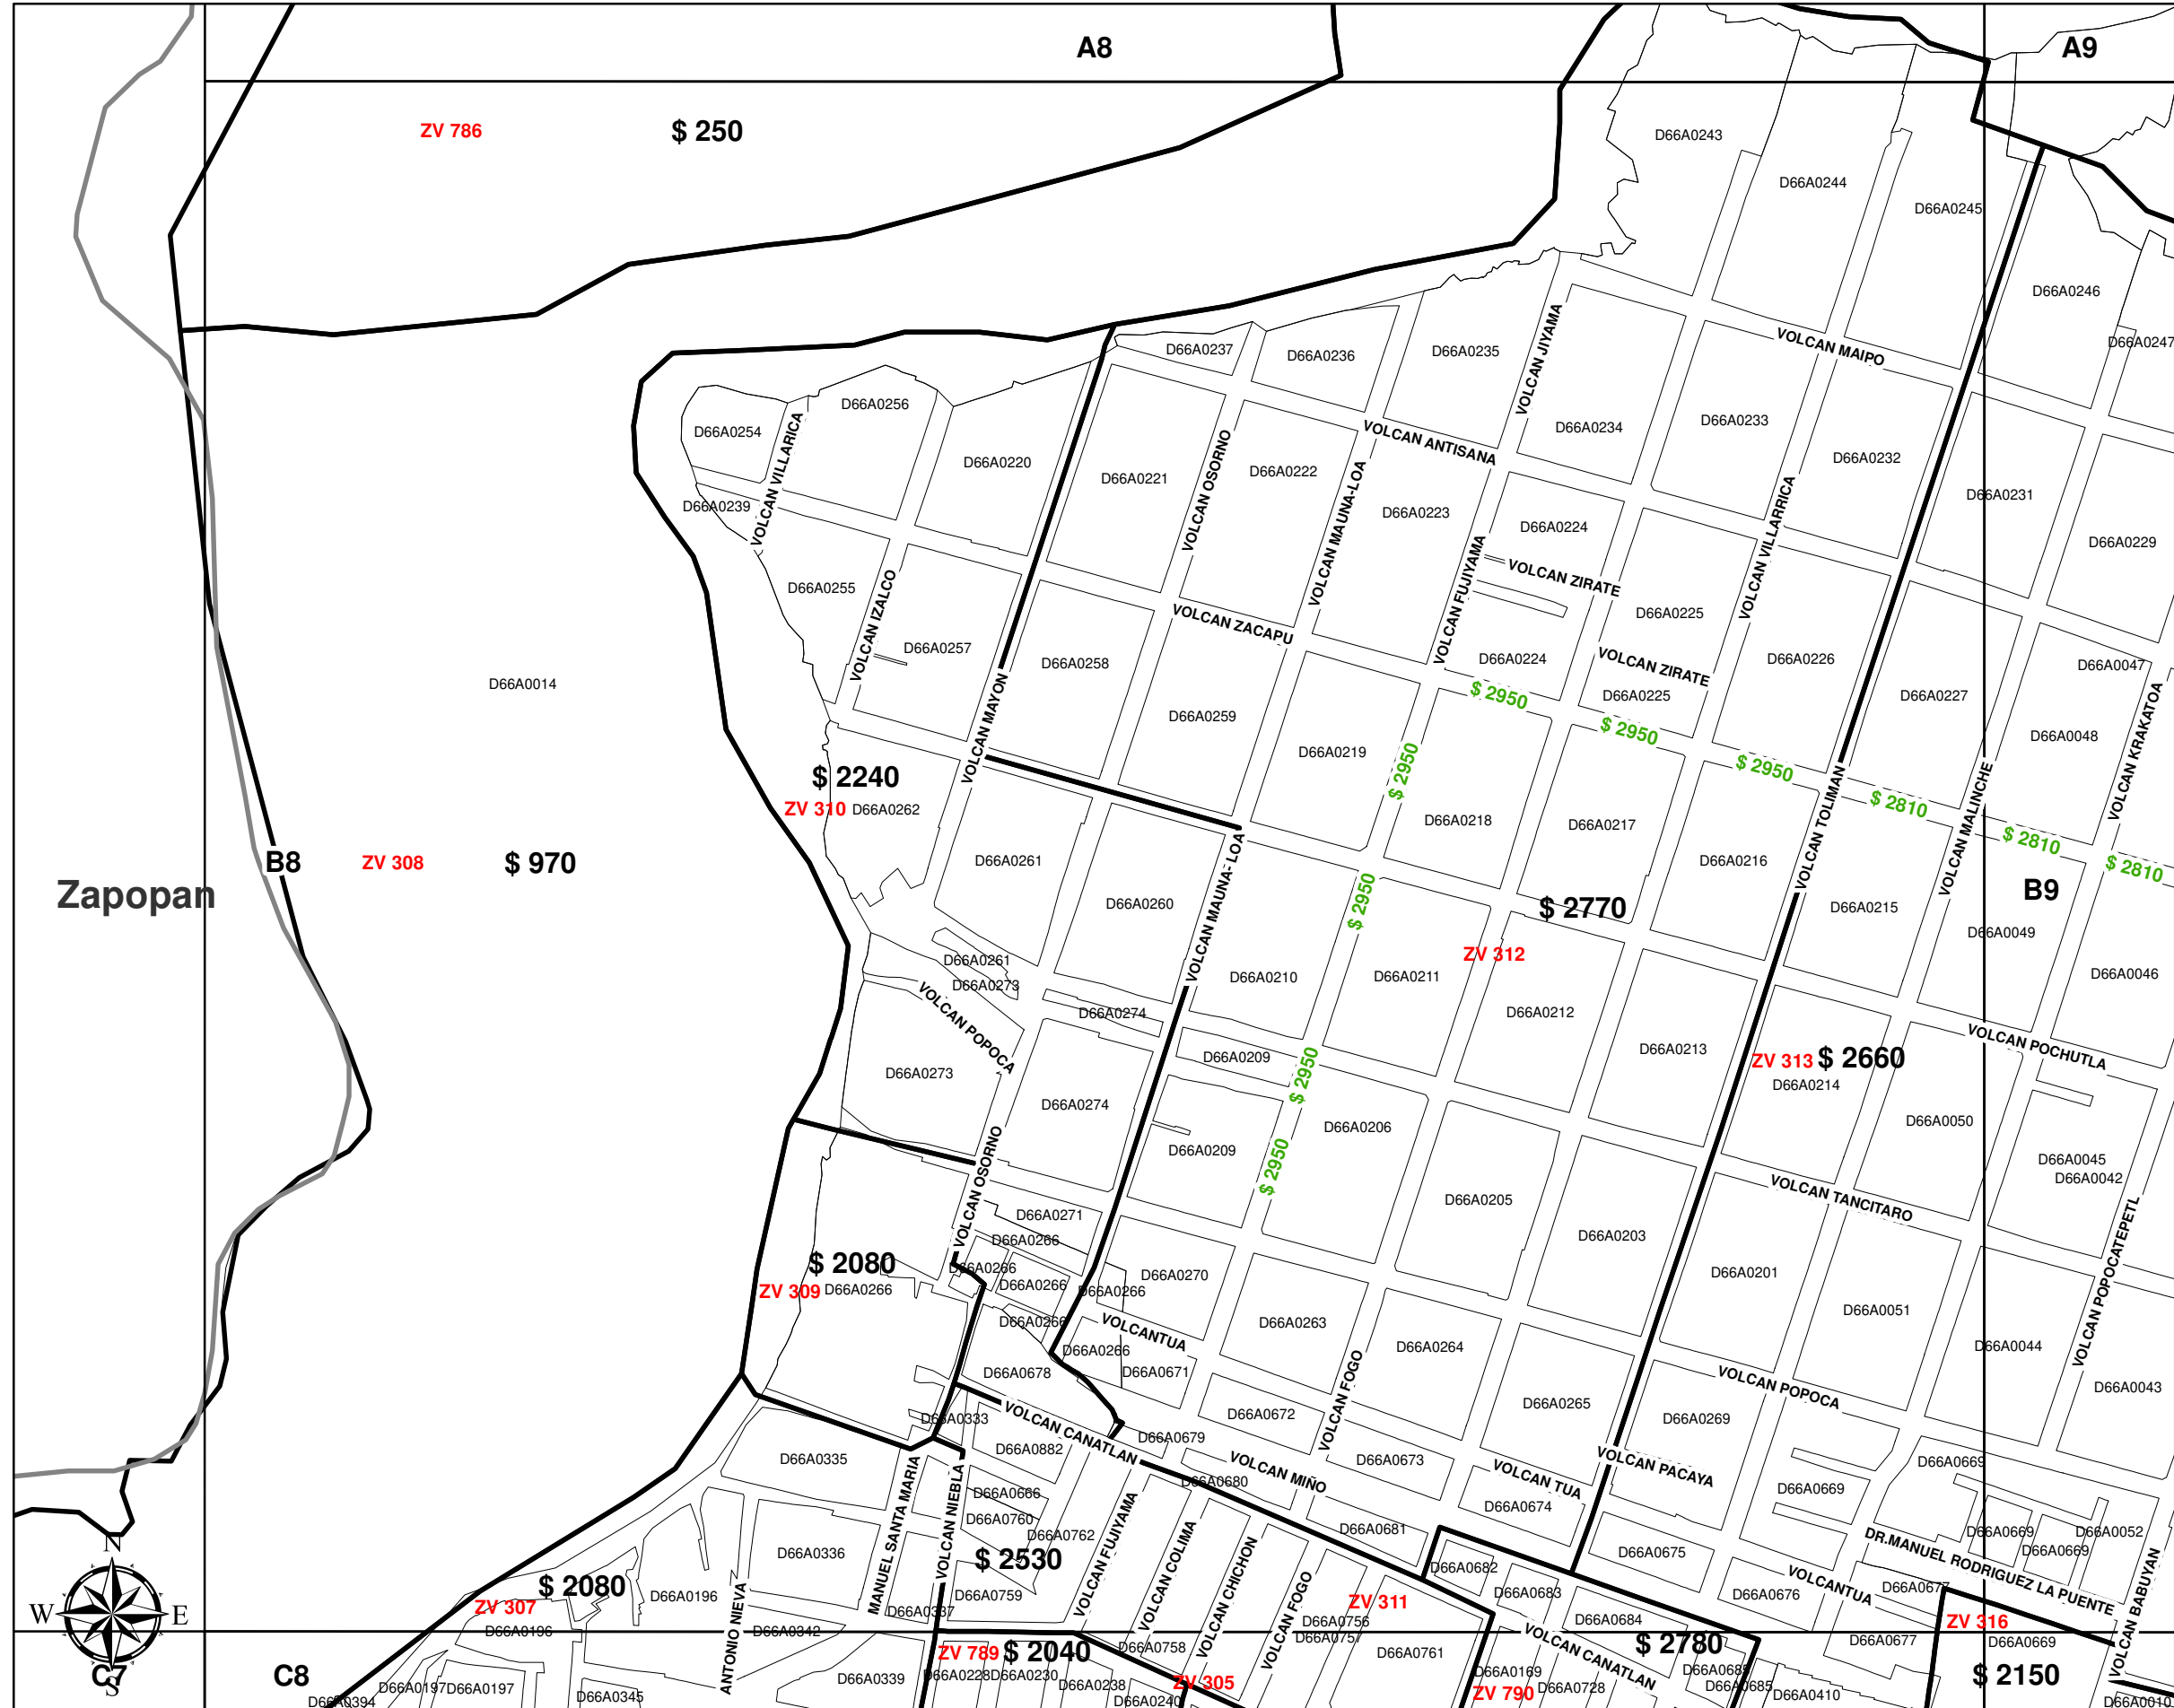 A8
A9
ZV 786
$ 250
D66A0243
D66A0244
D66A0245
D66A0246
D66A0247
D66A0237
D66A0236
D66A0235
VOLCAN JIYAMA
VOLCAN MAIPO
D66A0256
D66A0254
VOLCAN VILLARICA
D66A0220
D66A0221
VOLCAN OSORNO
D66A0222
VOLCAN MAUNA-LOA
VOLCAN ANTISANA
D66A0234
D66A0233
D66A0232
D66A0239
D66A0223
D66A0224
VOLCAN VILLARRICA
D66A0231
D66A0229
D66A0255
VOLCAN IZALCO
VOLCAN FUJIYAMA
VOLCAN ZIRATE
D66A0225
D66A0257
D66A0258
VOLCAN ZACAPU
D66A0224
VOLCAN ZIRATE
D66A0226
D66A0047
D66A0014
VOLCAN MAYON
D66A0259
$ 2950
D66A0225
D66A0227
VOLCAN KRAKATOA
D66A0219
$ 2950
$ 2950
D66A0048
$ 2240
$ 2950
$ 2810
VOLCAN MALINCHE
ZV 310
D66A0262
D66A0218
D66A0217
VOLCAN TOLIMAN
$ 2810
B8
ZV 308
$ 970
D66A0261
D66A0216
$ 2810
Zapopan
B9
D66A0260
VOLCAN MAUNA- LOA
$ 2950
$ 2770
D66A0215
D66A0049
ZV 312
D66A0261
D66A0273
D66A0210
D66A0211
D66A0046
VOLCAN POPOCA
D66A0274
D66A0212
VOLCAN POCHUTLA
D66A0209
D66A0213
ZV 313
$ 2660
D66A0214
D66A0273
$ 2950
D66A0274
D66A0206
D66A0050
D66A0209
$ 2950
D66A0045
D66A0042
VOLCAN OSORNO
D66A0205
VOLCAN TANCITARO
D66A0271
D66A0203
VOLCAN POPOCATEPETL
D66A0266
$ 2080
D66A0266
D66A0270
D66A0201
ZV 309
D66A0266
D66A0266
D66A0266
D66A0051
D66A0266
VOLCANTUA
D66A0263
D66A0264
D66A0044
D66A0266
D66A0678
D66A0671
VOLCAN FOGO
VOLCAN POPOCA
D66A0043
D66A0333
VOLCAN CANATLAN
D66A0672
D66A0265
D66A0269
D66A0882
D66A0679
D66A0335
VOLCAN MIÑO
D66A0673
VOLCAN PACAYA
D66A0669
MANUEL SANTA MARIA
VOLCAN NIEBLA
D66A0666
D66A0680
VOLCAN TUA
D66A0669
D66A0760
VOLCAN FUJIYAMA
D66A0674
D66A0762
VOLCAN COLIMA
D66A0681
D66A0669
D66A0052
N
D66A0336
$ 2530
VOLCAN CHICHON
D66A0675
DR.MANUEL RODRIGUEZ LA PUENTE
D66A0669
$ 2080
D66A0682
D66A0196
D66A0759
VOLCAN FOGO
D66A0683
D66A0676
VOLCANTUA
D66A0677
ZV 307
ZV 311
W
E
D66A0337
D66A0756
D66A0684
ZV 316
VOLCAN BABUYAN
D66A0196
ANTONIO NIEVA
D66A0342
D66A0757
VOLCAN CANATLAN
$ 2780
D66A0677
D66A0669
ZV 789
$ 2040
D66A0758
D66A0761
C7
S
C8
D66A0339
D66A0228
D66A0230
D66A0169
D66A0685
$ 2150
D66A0197
D66A0197
D66A0238
ZV 305
ZV 790
D66A0728
D66A0685
D66A0410
D66A0394
D66A0345
D66A0240
D66A0010
$ 2950